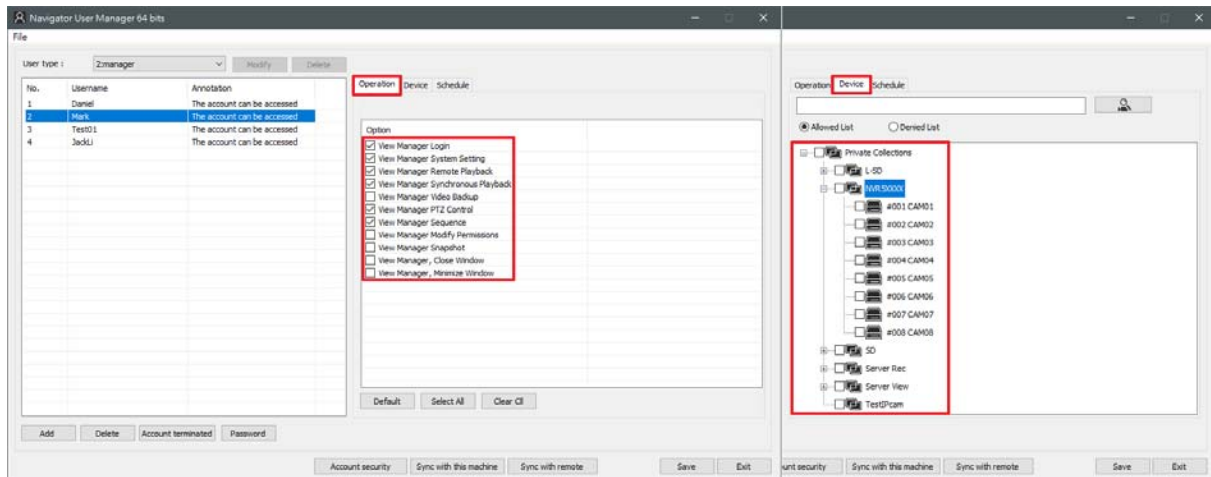 Navigator User Manager 64 bits
File
User type : 2:manager Modify Delete
No. Username Annotation
1 Daniel The account can be accessed
2 Mark The account can be accessed
3 Test01 The account can be accessed
4 JackLi The account can be accessed
Operation Device Schedule
Option
View Manager Login
View Manager System Setting
View Manager Remote Playback
View Manager Synchronous Playback
View Manager Video Backup
View Manager PTZ Control
View Manager Sequence
View Manager Modify Permissions
View Manager Snapshot
View Manager, Close Window
View Manager, Minimize Window
Default Select All Clear Cll
Add Delete Account terminated Password
Account security Sync with this machine Sync with remote Save Exit
Operation Device Schedule
Allowed List Denied List
Private Collections
L-SD
NVR5XXXX
#001 CAM01
#002 CAM02
#003 CAM03
#004 CAM04
#005 CAM05
#006 CAM06
#007 CAM07
#008 CAM08
SD
Server Rec
Server View
TestIPcam
unt security Sync with this machine Sync with remote Save Exit